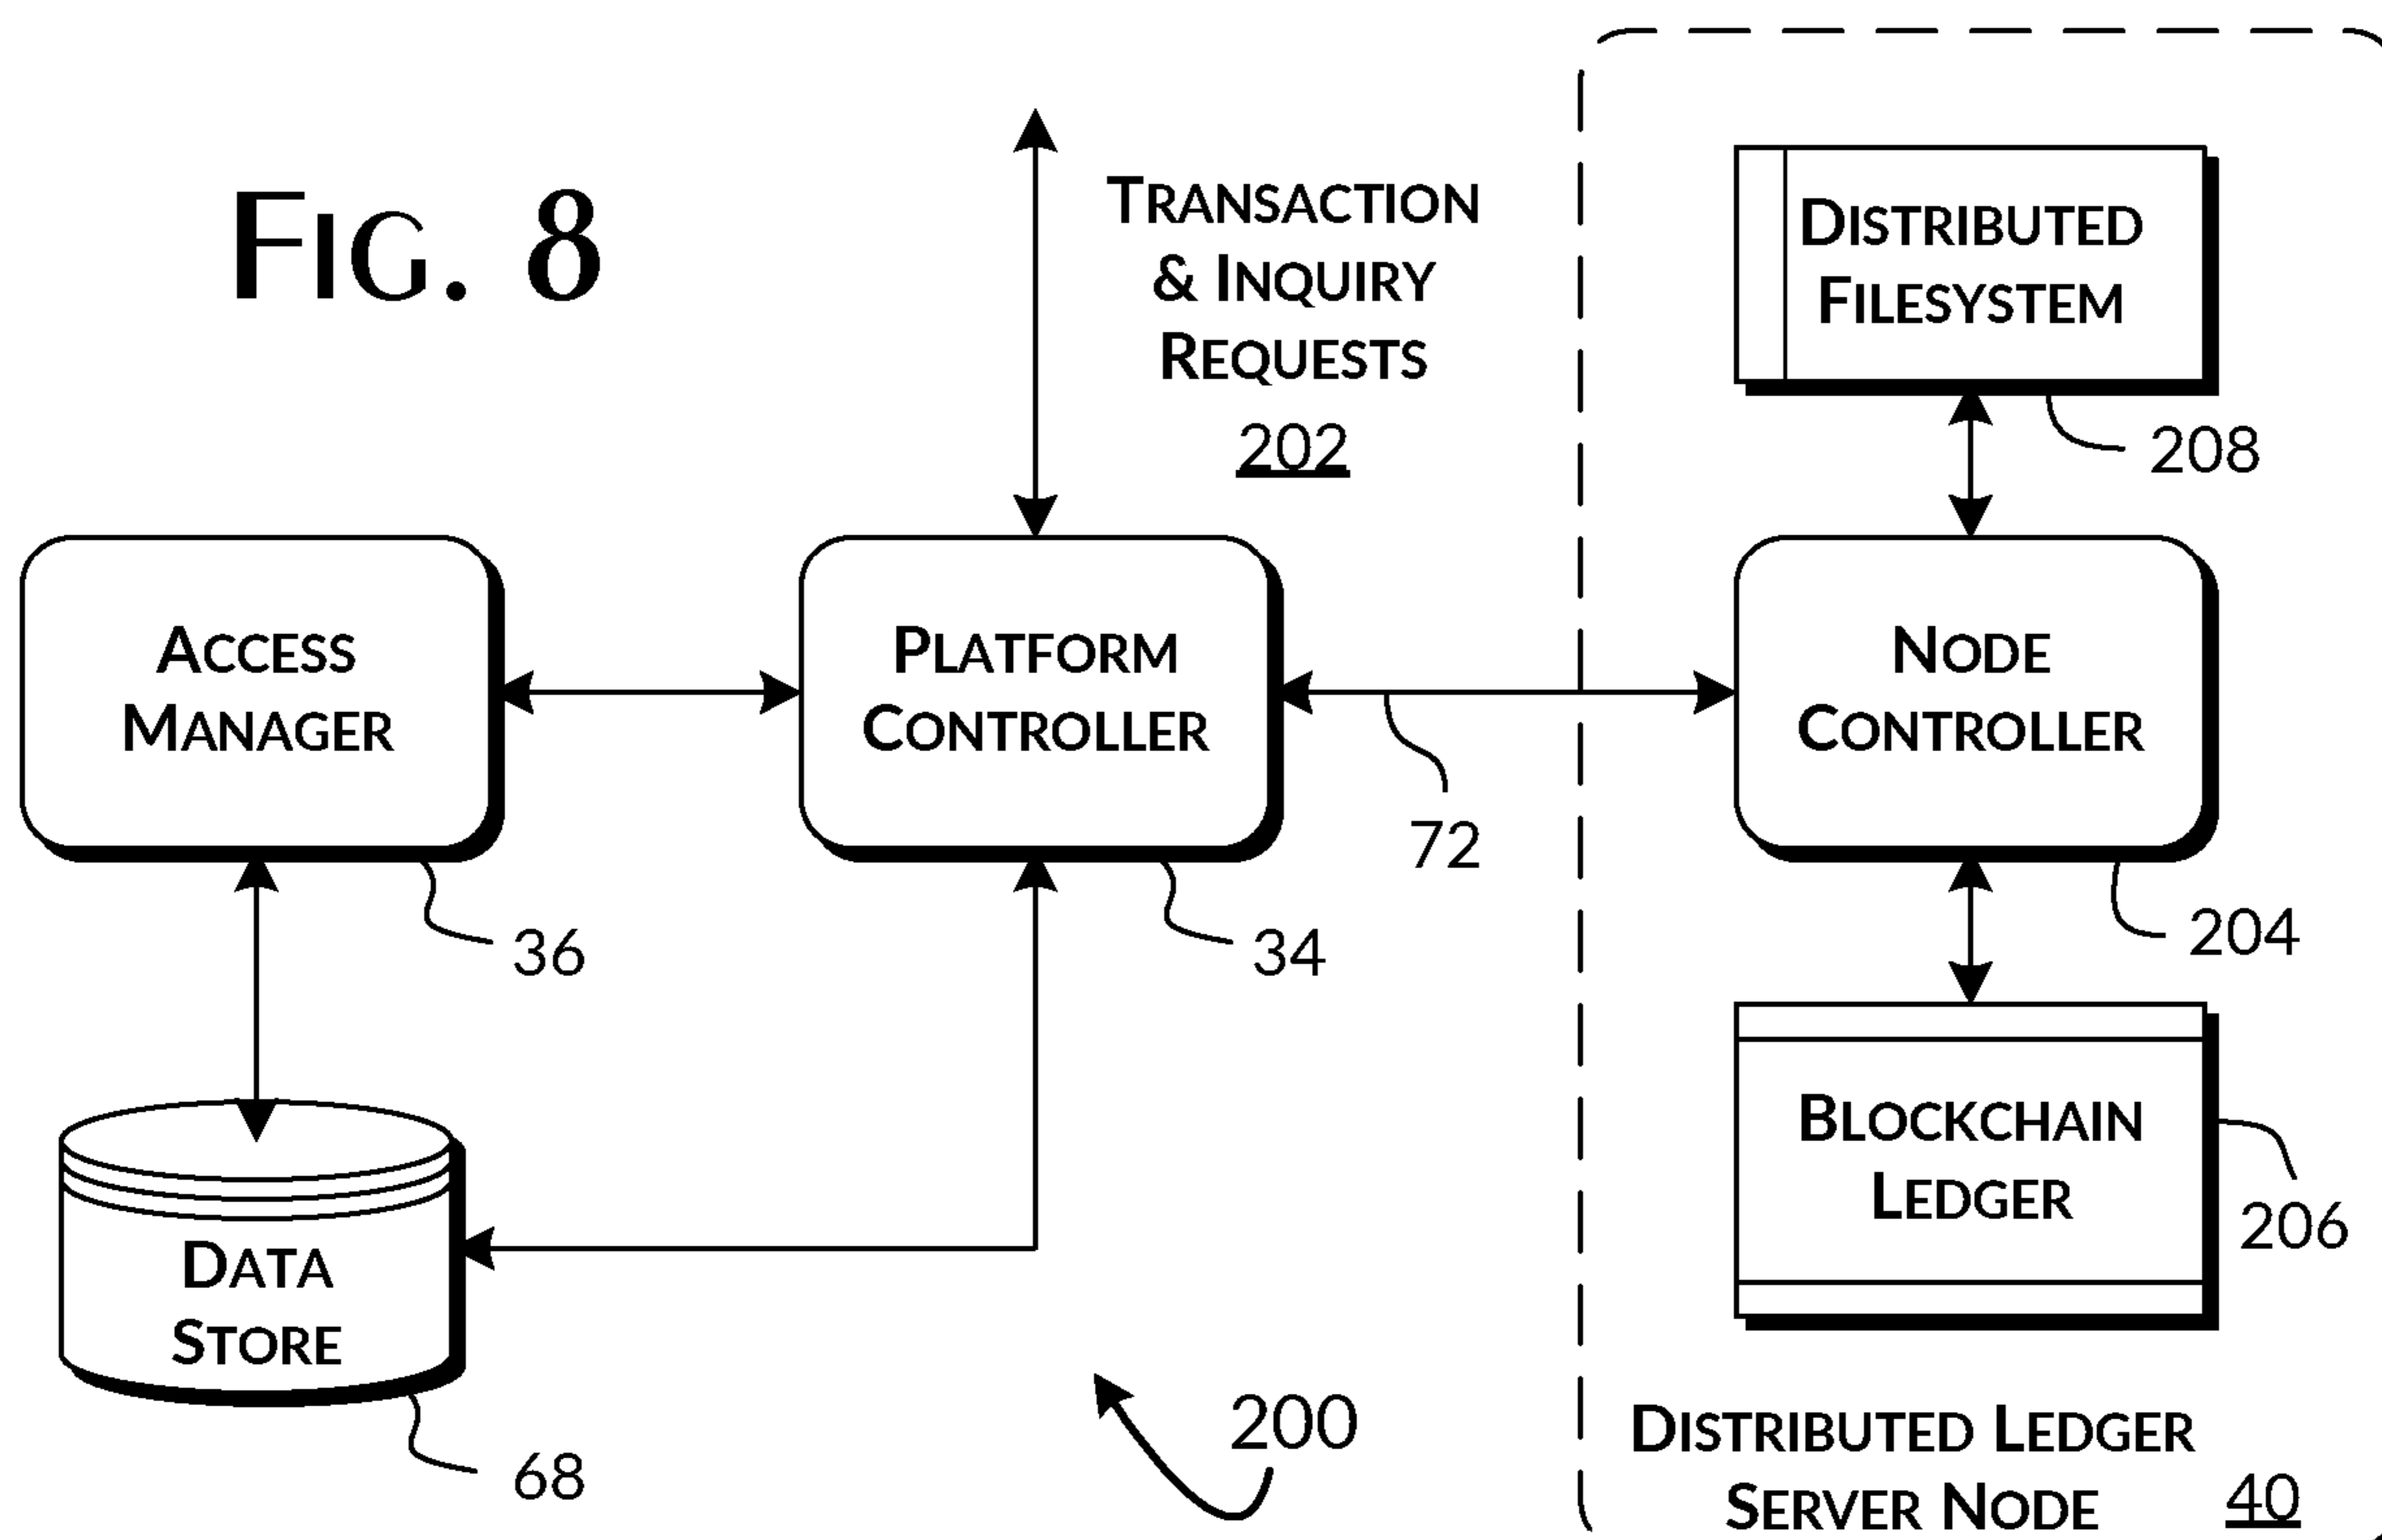 FIG. 8
TRANSACTION
& INQUIRY
REQUESTS
202
DISTRIBUTED
FILESYSTEM
208
ACCESS
MANAGER
36
PLATFORM
CONTROLLER
34
72
NODE
CONTROLLER
204
BLOCKCHAIN
LEDGER
206
DATA
STORE
68
200
DISTRIBUTED LEDGER
SERVER NODE 40